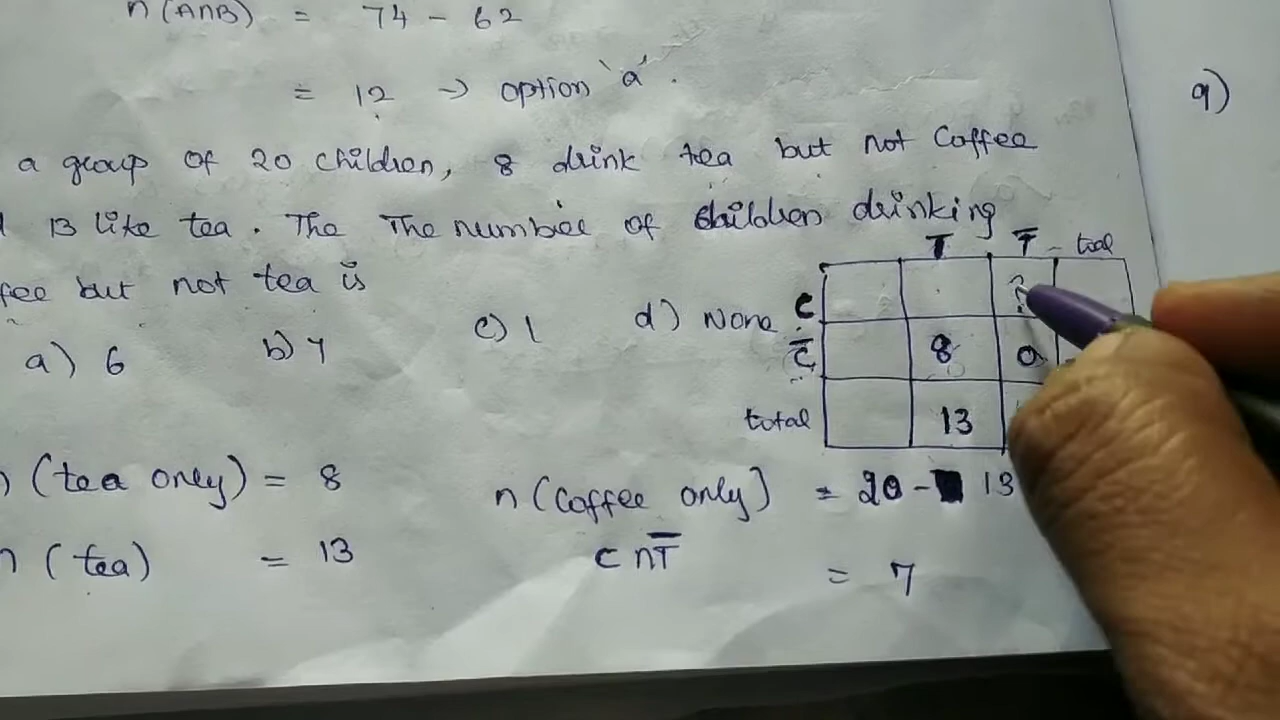 n(A∩B) = 74 - 62
= 12 → option 'a'.
9)
a group of 20 children, 8 drink tea but not Coffee
13 like tea. The The number of children drinking
fee but not tea is
a) 6 b) 7 c) 1 d) None
T T̅ total
C ?
C̅ 8 0
total 13
(tea only) = 8
n (Coffee only) = 20 - 13
(tea) = 13
C ∩ T̅ = 7